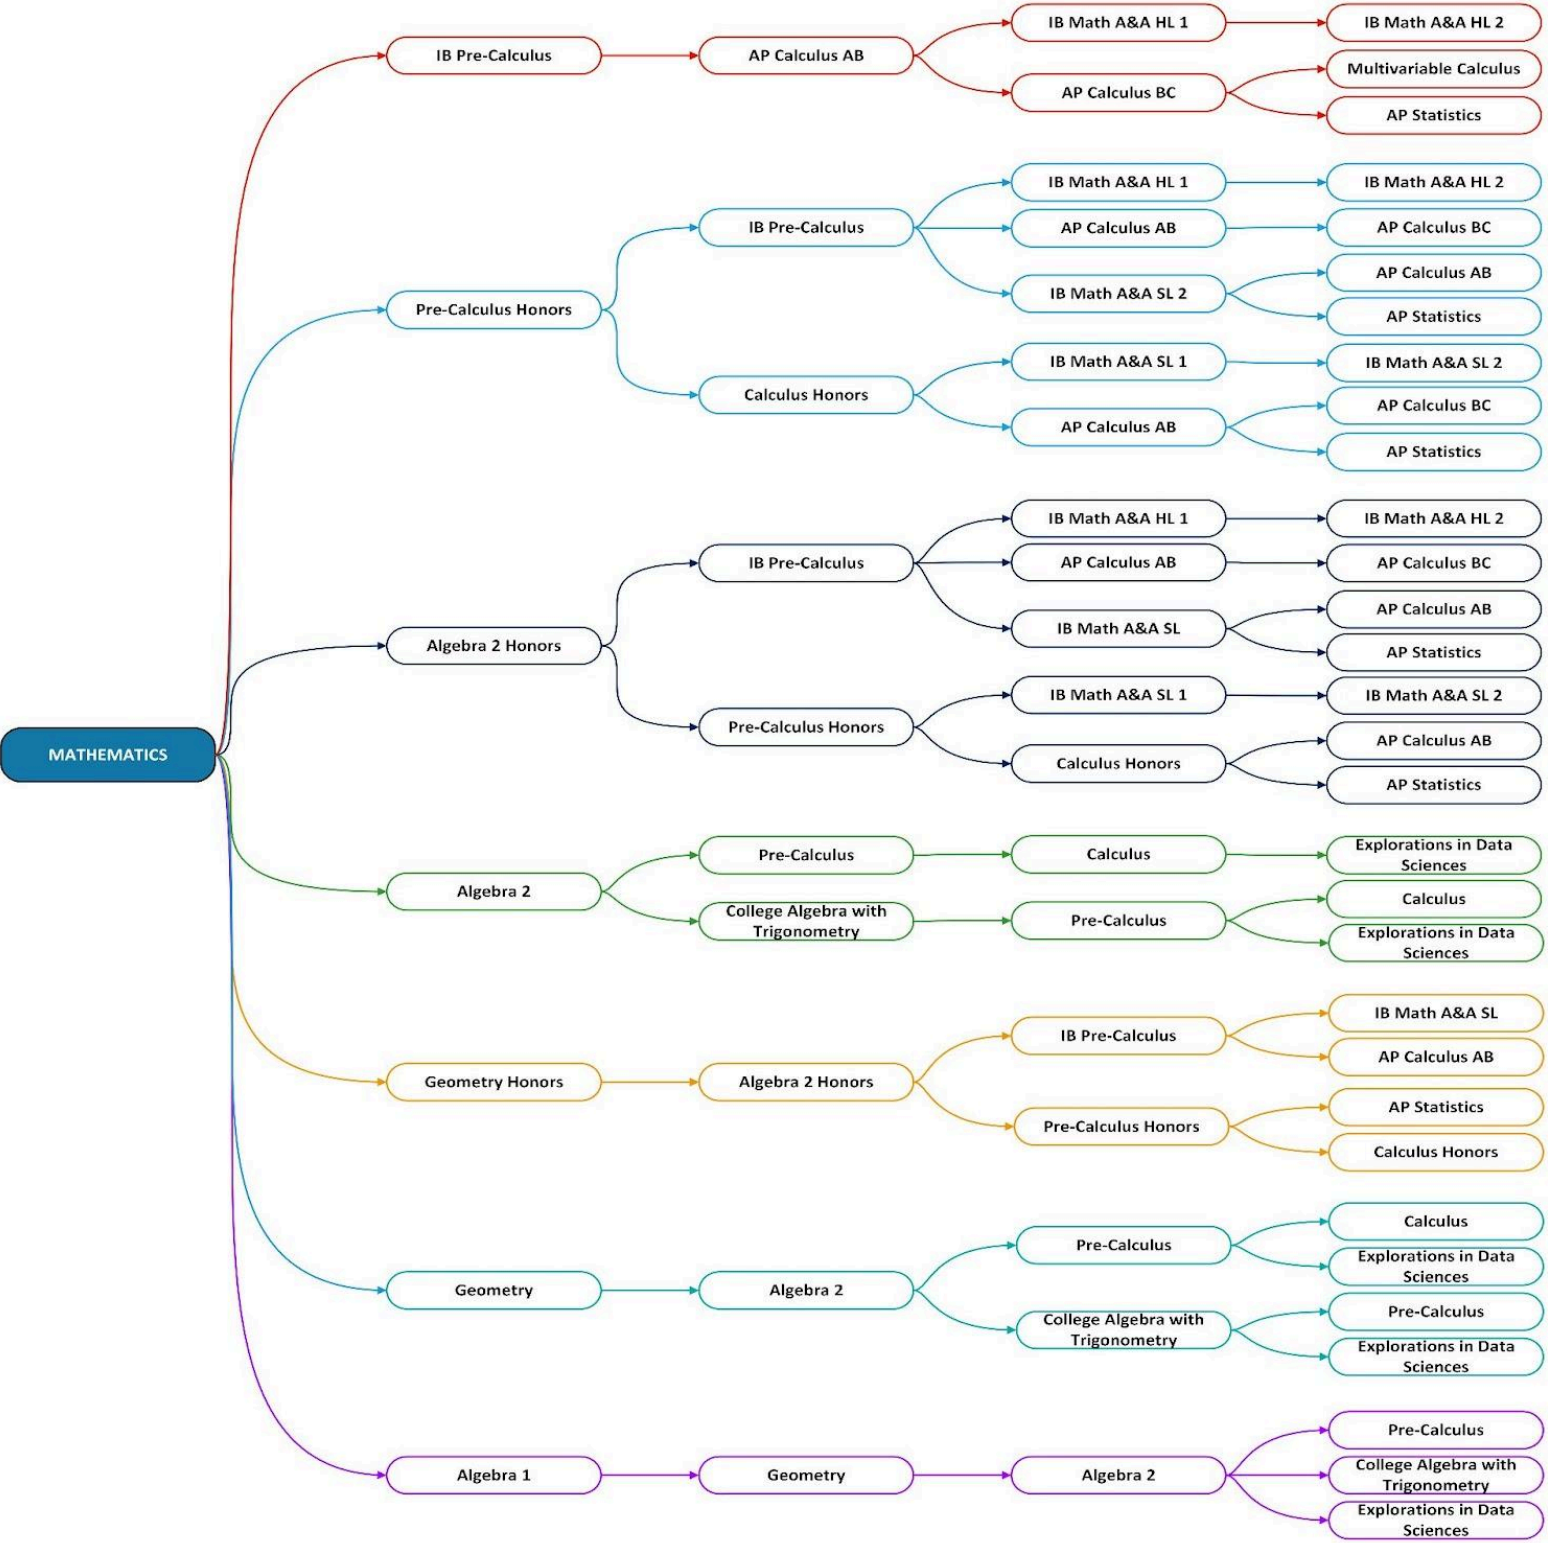 IB Math A&A HL 1
IB Math A&A HL 2
IB Pre-Calculus
AP Calculus AB
Multivariable Calculus
AP Calculus BC
AP Statistics
IB Math A&A HL 1
IB Math A&A HL 2
IB Pre-Calculus
AP Calculus AB
AP Calculus BC
AP Calculus AB
IB Math A&A SL 2
Pre-Calculus Honors
AP Statistics
IB Math A&A SL 1
IB Math A&A SL 2
Calculus Honors
AP Calculus BC
AP Calculus AB
AP Statistics
IB Math A&A HL 1
IB Math A&A HL 2
IB Pre-Calculus
AP Calculus AB
AP Calculus BC
AP Calculus AB
IB Math A&A SL
Algebra 2 Honors
AP Statistics
IB Math A&A SL 1
IB Math A&A SL 2
Pre-Calculus Honors
AP Calculus AB
MATHEMATICS
Calculus Honors
AP Statistics
Pre-Calculus
Calculus
Explorations in Data
Sciences
Algebra 2
Calculus
College Algebra with
Trigonometry
Pre-Calculus
Explorations in Data
Sciences
IB Math A&A SL
IB Pre-Calculus
AP Calculus AB
Geometry Honors
Algebra 2 Honors
AP Statistics
Pre-Calculus Honors
Calculus Honors
Calculus
Pre-Calculus
Explorations in Data
Sciences
Geometry
Algebra 2
Pre-Calculus
College Algebra with
Trigonometry
Explorations in Data
Sciences
Pre-Calculus
Algebra 1
Geometry
Algebra 2
College Algebra with
Trigonometry
Explorations in Data
Sciences